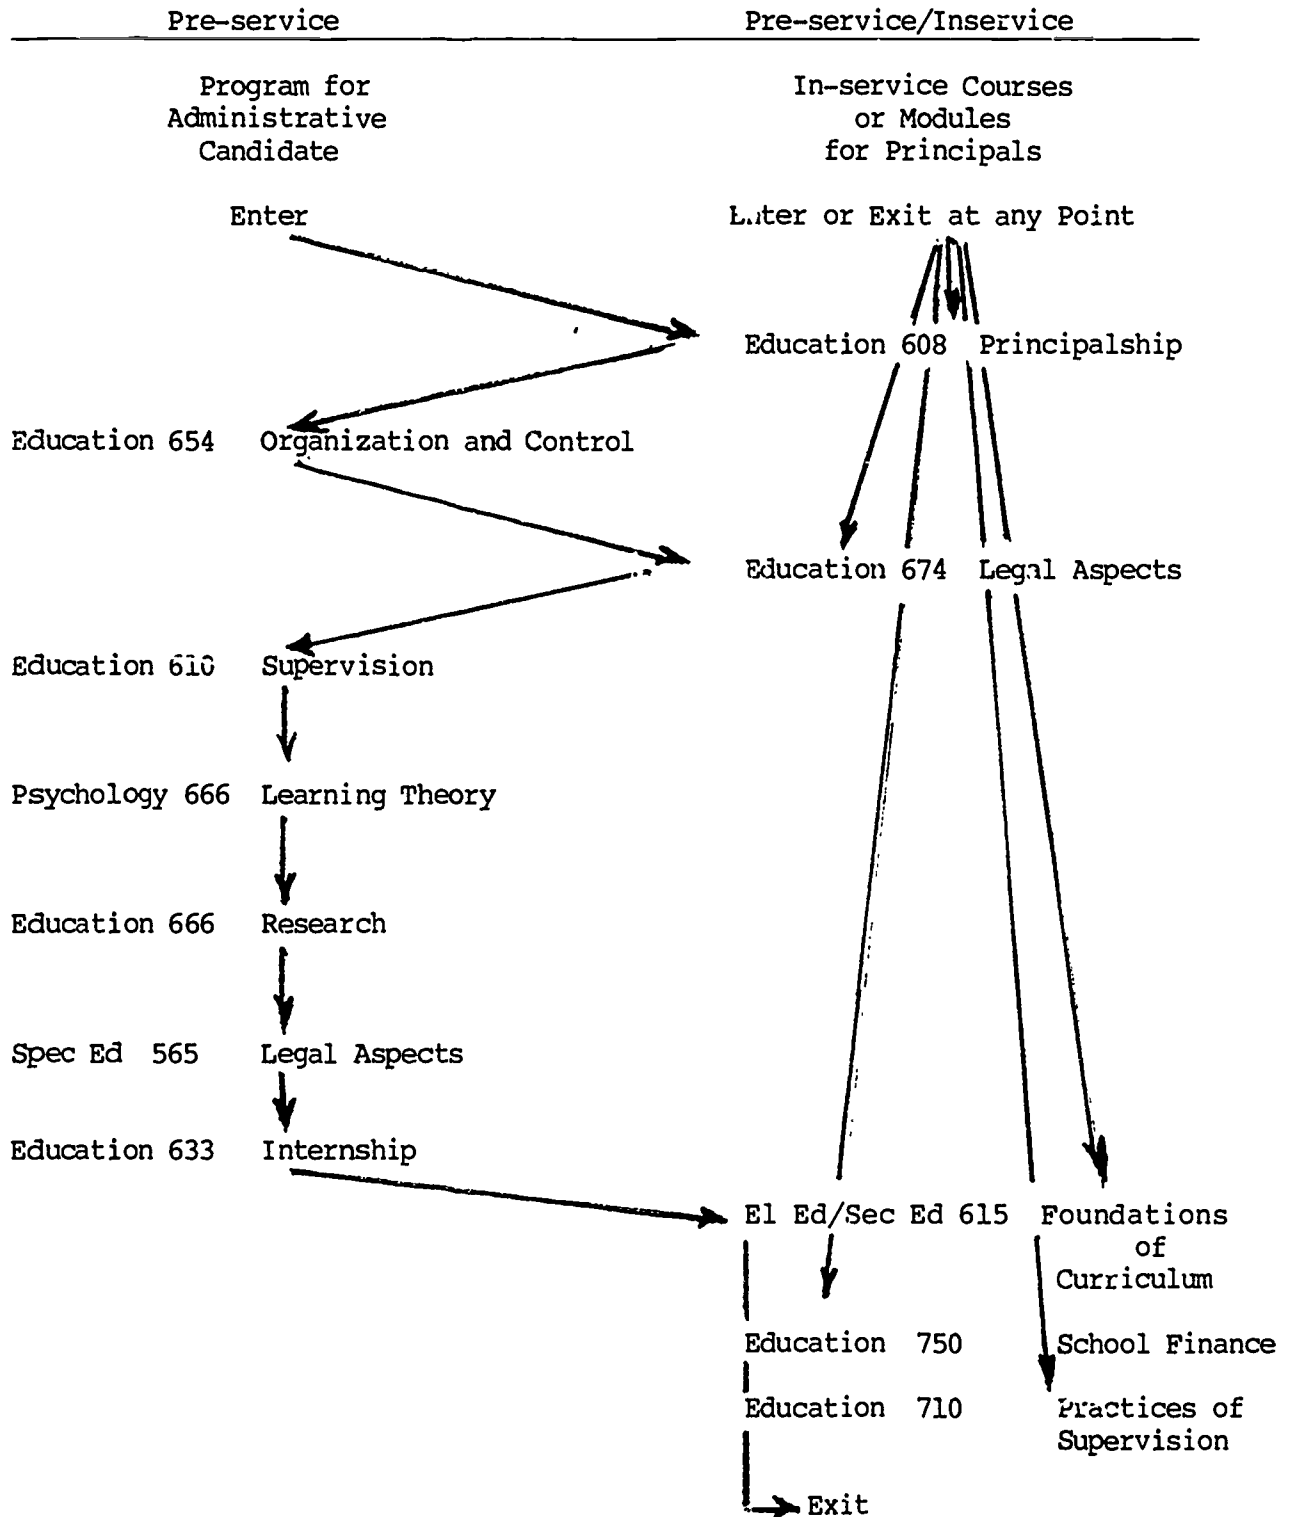 Pre-service Pre-service/Inservice
Program for
Administrative
Candidate
In-service Courses
or Modules
for Principals
Enter
or Exit at any Point
Education 608 Principalship
Education 654 Organization and Control
Education 674 Legal Aspects
Education 610 Supervision
Psychology 666 Learning Theory
Education 666 Research
Spec Ed 565 Legal Aspects
Education 633 Internship
El Ed/Sec Ed 615 Foundations
of
Curriculum
Education 750 School Finance
Education 710 Practices of
Supervision
Exit